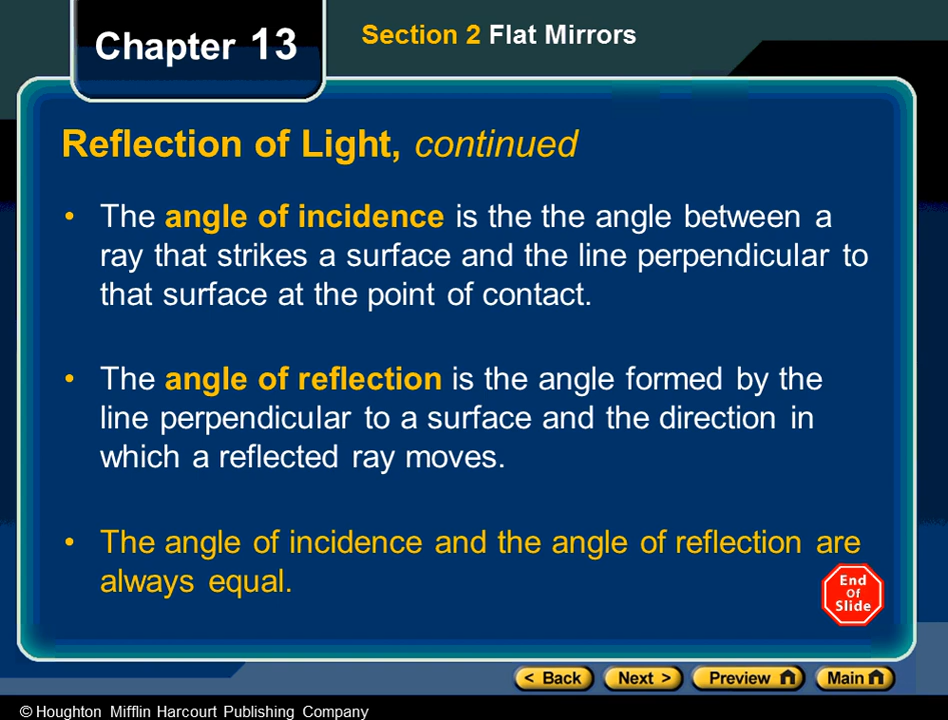 Chapter 13
Section 2 Flat Mirrors
Reflection of Light, continued
• The angle of incidence is the the angle between a
ray that strikes a surface and the line perpendicular to
that surface at the point of contact.
• The angle of reflection is the angle formed by the
line perpendicular to a surface and the direction in
which a reflected ray moves.
• The angle of incidence and the angle of reflection are
always equal.
End
Of
Slide
< Back
Next >
Preview
Main
© Houghton Mifflin Harcourt Publishing Company